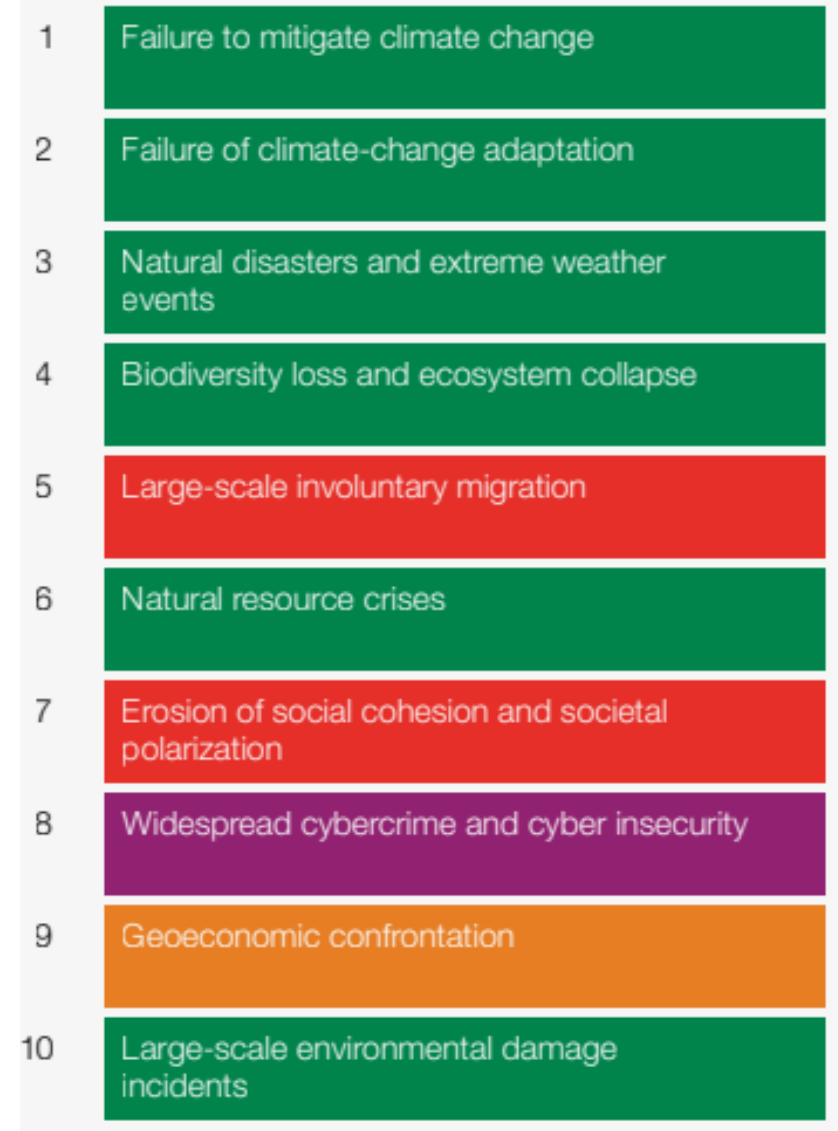 1 Failure to mitigate climate change
2 Failure of climate-change adaptation
3 Natural disasters and extreme weather
events
4 Biodiversity loss and ecosystem collapse
5 Large-scale involuntary migration
6 Natural resource crises
7 Erosion of social cohesion and societal
polarization
8 Widespread cybercrime and cyber insecurity
9 Geoeconomic confrontation
10 Large-scale environmental damage
incidents